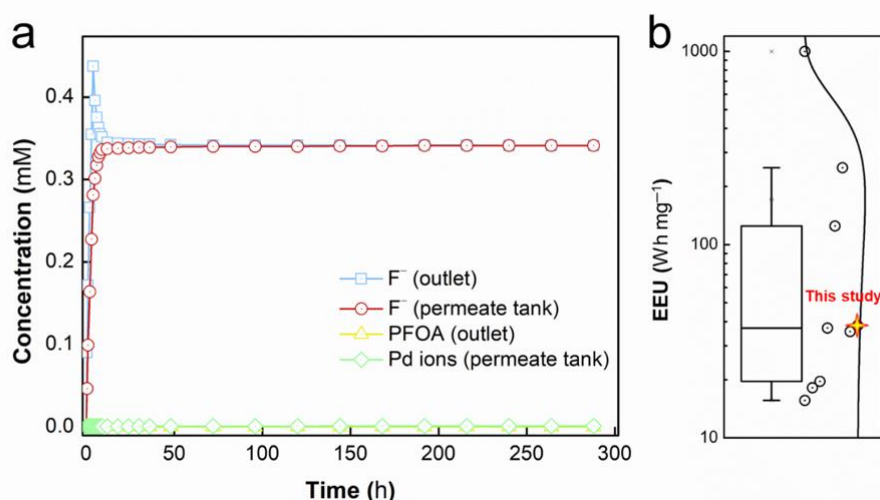 a
Concentration (mM)
0.4
0.3
0.2
0.1
0.0
F⁻ (outlet)
F⁻ (permeate tank)
PFOA (outlet)
Pd ions (permeate tank)
0 50 100 150 200 250 300
Time (h)
b
EEU (Wh mg⁻¹)
1000
100
10
This study